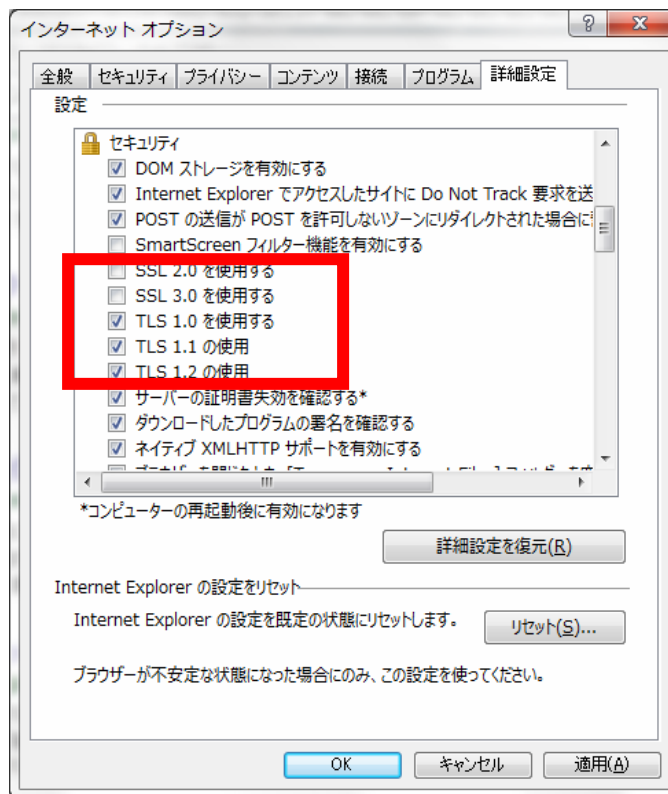 インターネット オプション
全般 セキュリティ プライバシー コンテンツ 接続 プログラム 詳細設定
設定
セキュリティ
DOM ストレージを有効にする
Internet Explorer でアクセスしたサイトに Do Not Track 要求を送
POST の送信が POST を許可しないゾーンにリダイレクトされた場合に
SmartScreen フィルター機能を有効にする
SSL 2.0 を使用する
SSL 3.0 を使用する
TLS 1.0 を使用する
TLS 1.1 の使用
TLS 1.2 の使用
サーバーの証明書失効を確認する*
ダウンロードしたプログラムの署名を確認する
ネイティブ XMLHTTP サポートを有効にする
*コンピューターの再起動後に有効になります
詳細設定を復元(R)
Internet Explorer の設定をリセット
Internet Explorer の設定を既定の状態にリセットします。
リセット(S)...
ブラウザーが不安定な状態になった場合にのみ、この設定を使ってください。
OK キャンセル 適用(A)